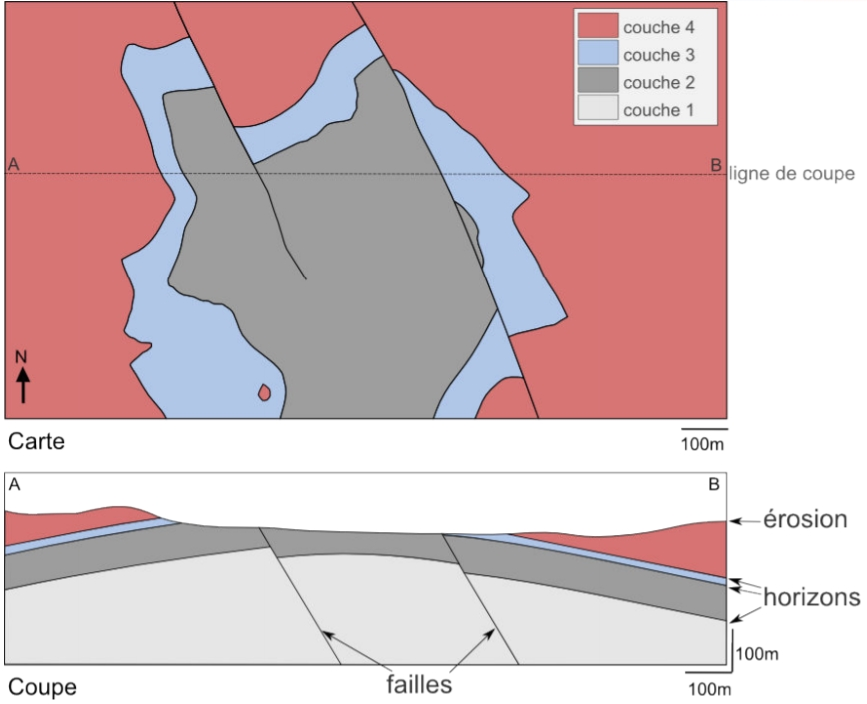 couche 4
couche 3
couche 2
couche 1
A
B
ligne de coupe
N
Carte
100m
A
B
érosion
horizons
100m
failles
100m
Coupe